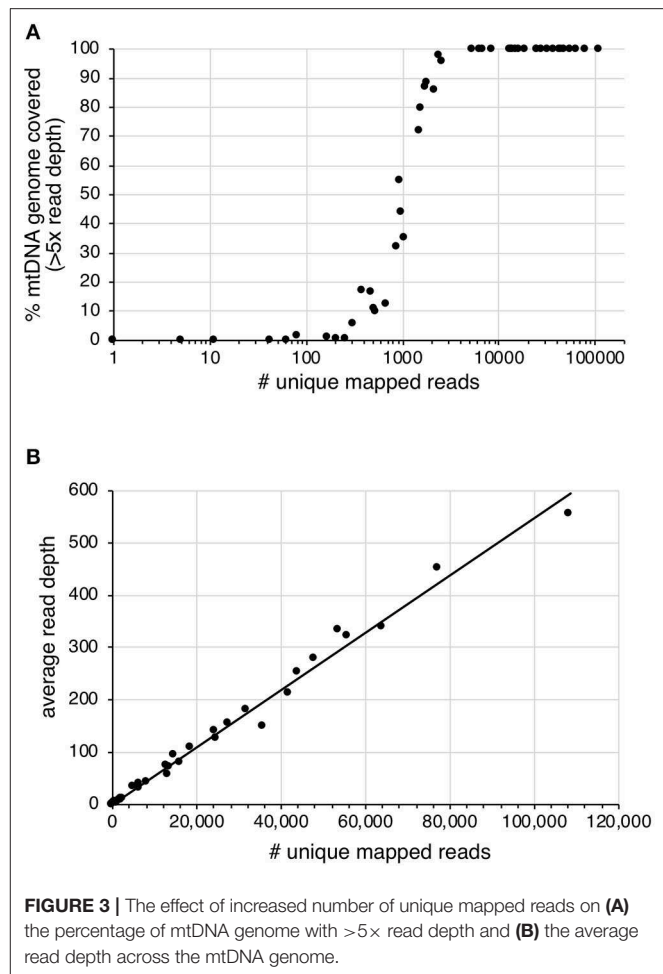 A
100
90
80
70
60
50
40
30
20
10
0
% mtDNA genome covered
(>5x read depth)
1 10 100 1000 10000 100000
# unique mapped reads
B
600
500
400
300
200
100
0
average read depth
0 20,000 40,000 60,000 80,000 100,000 120,000
# unique mapped reads
FIGURE 3 | The effect of increased number of unique mapped reads on (A)
the percentage of mtDNA genome with >5× read depth and (B) the average
read depth across the mtDNA genome.